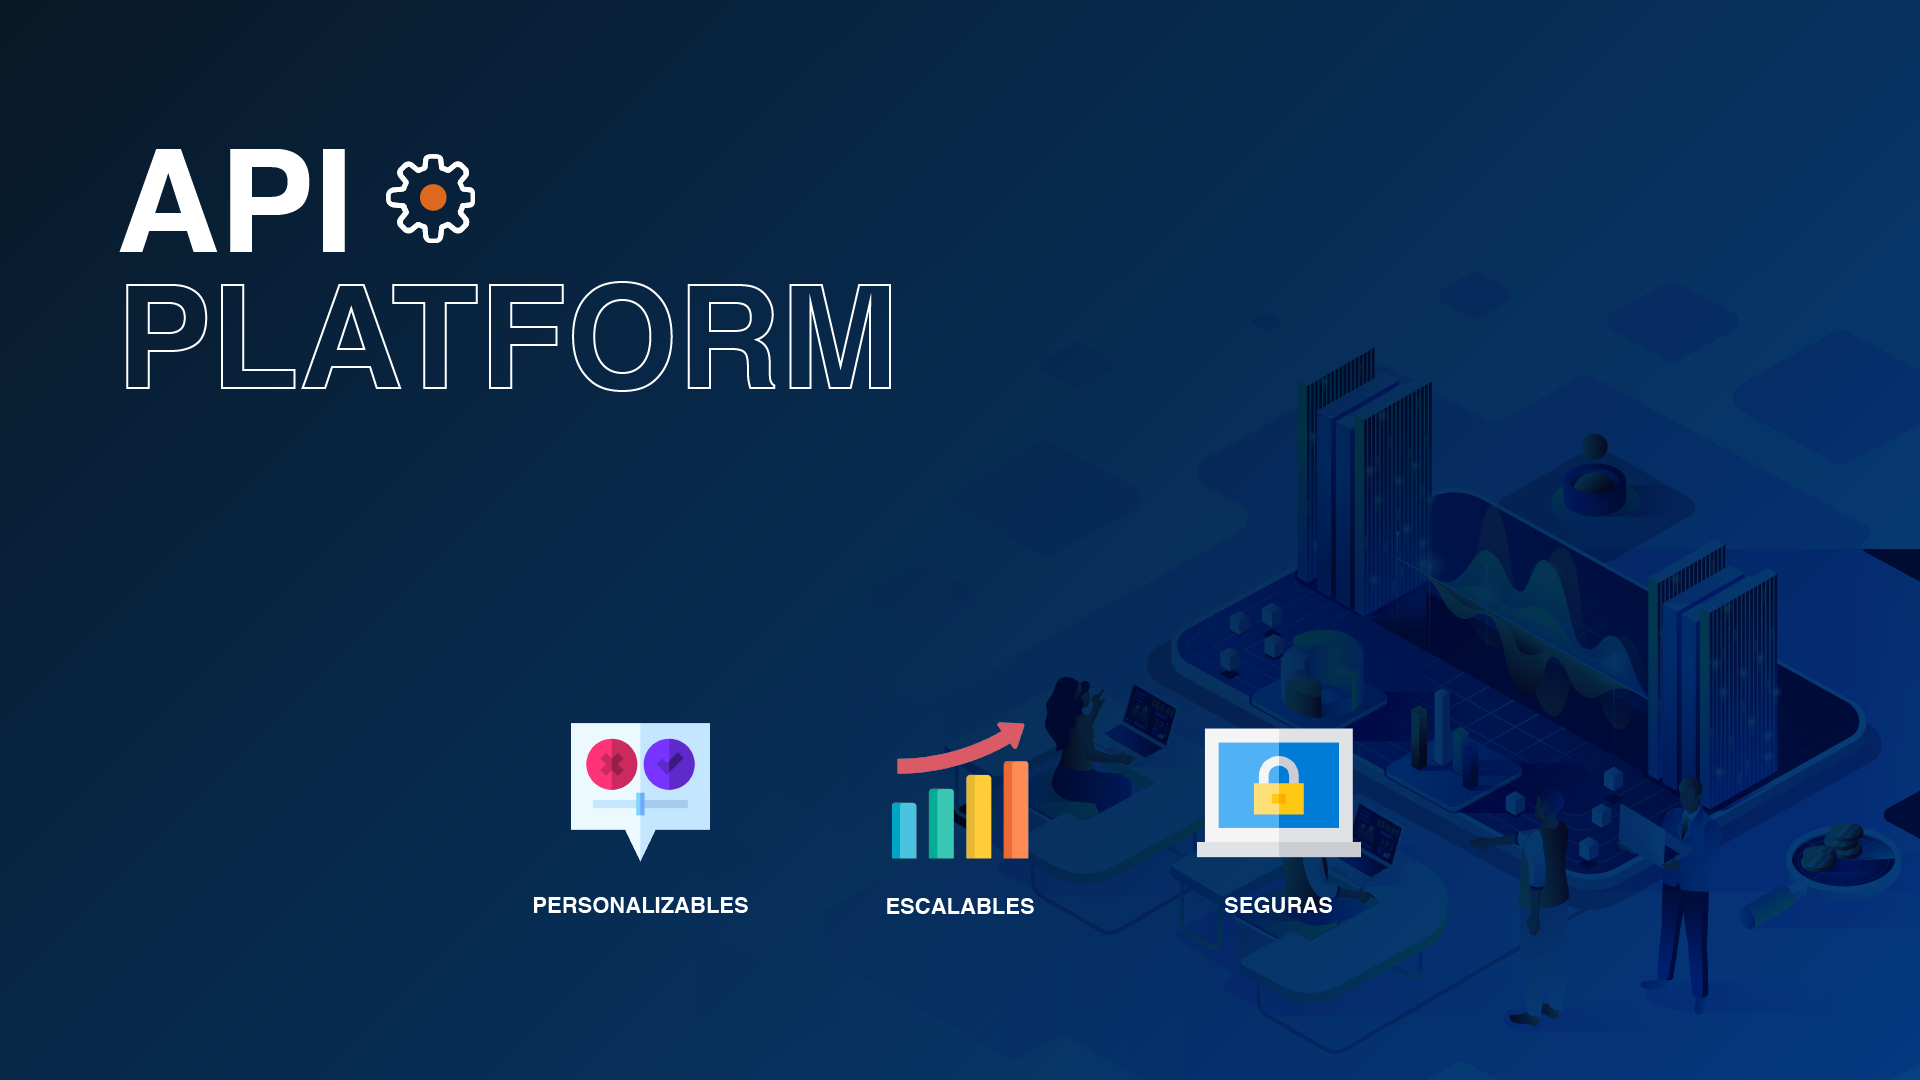 API
PLATFORM
PERSONALIZABLES
ESCALABLES
SEGURAS